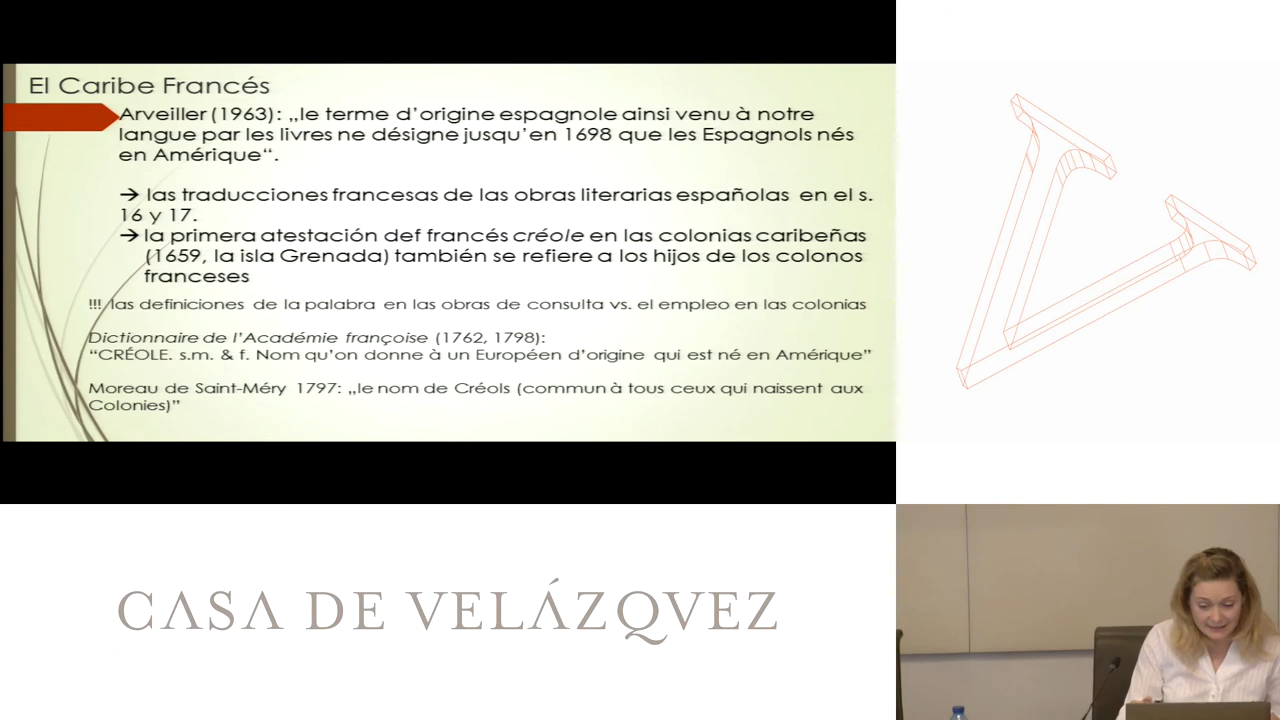 El Caribe Francés
Arveiller (1963): „le terme d'origine espagnole ainsi venu à notre
langue par les livres ne désigne jusqu'en 1698 que les Espagnols nés
en Amérique“.
→ las traducciones francesas de las obras literarias españolas en el s.
16 y 17.
→ la primera atestación def francés créole en las colonias caribeñas
(1659, la isla Grenada) también se refiere a los hijos de los colonos
franceses
!!! las definiciones de la palabra en las obras de consulta vs. el empleo en las colonias
Dictionnaire de l'Académie françoise (1762, 1798):
“CRÉOLE. s.m. & f. Nom qu'on donne à un Européen d'origine qui est né en Amérique”
Moreau de Saint-Méry 1797: „le nom de Créols (commun à tous ceux qui naissent aux
Colonies)”
CASA DE VELÁZQVEZ